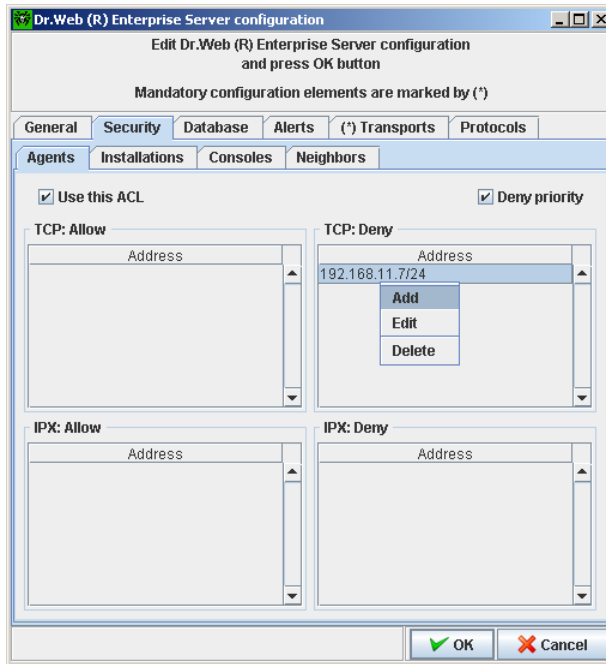 Dr.Web (R) Enterprise Server configuration
Edit Dr.Web (R) Enterprise Server configuration
and press OK button
Mandatory configuration elements are marked by (*)
General Security Database Alerts (*) Transports Protocols
Agents Installations Consoles Neighbors
Use this ACL Deny priority
TCP: Allow TCP: Deny
Address Address
192.168.11.7/24
Add
Edit
Delete
IPX: Allow IPX: Deny
Address Address
OK Cancel